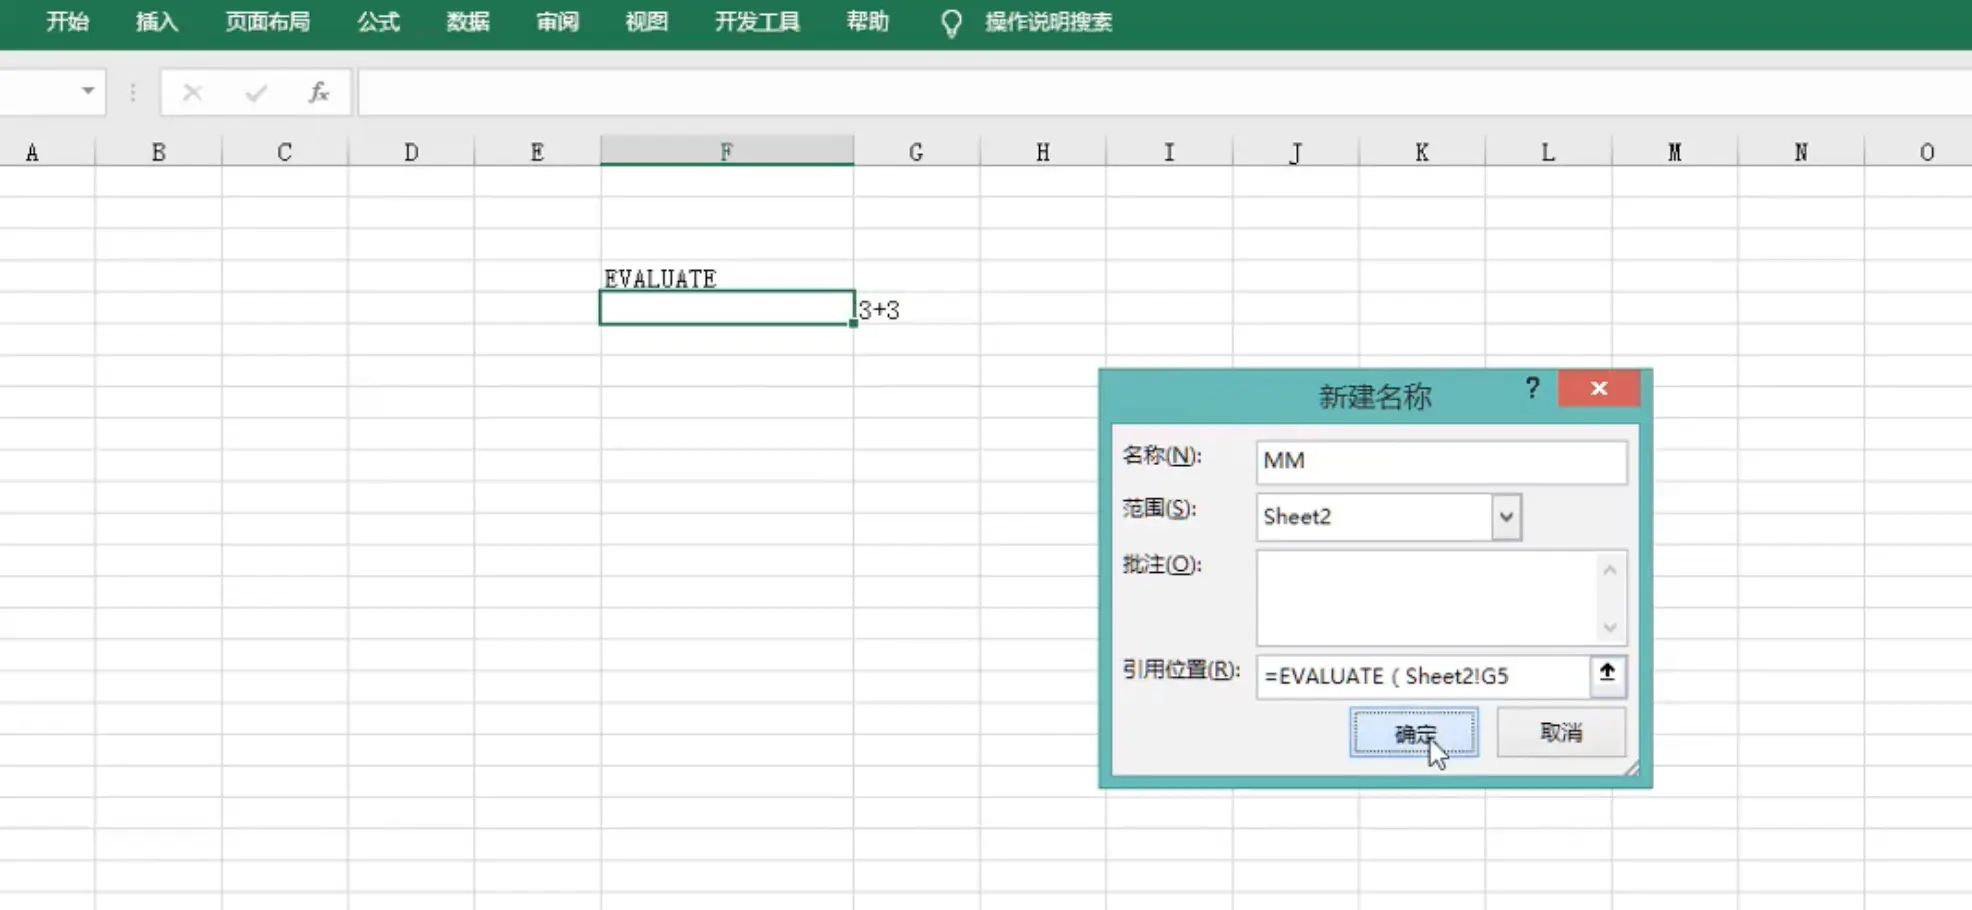 开始 插入 页面布局 公式 数据 审阅 视图 开发工具 帮助 操作说明搜索
fx
A B C D E F G H I J K L M N O
EVALUATE
3+3
新建名称 ?
名称(N): MM
范围(S): Sheet2
批注(O):
引用位置(R): =EVALUATE ( Sheet2!G5
确定 取消